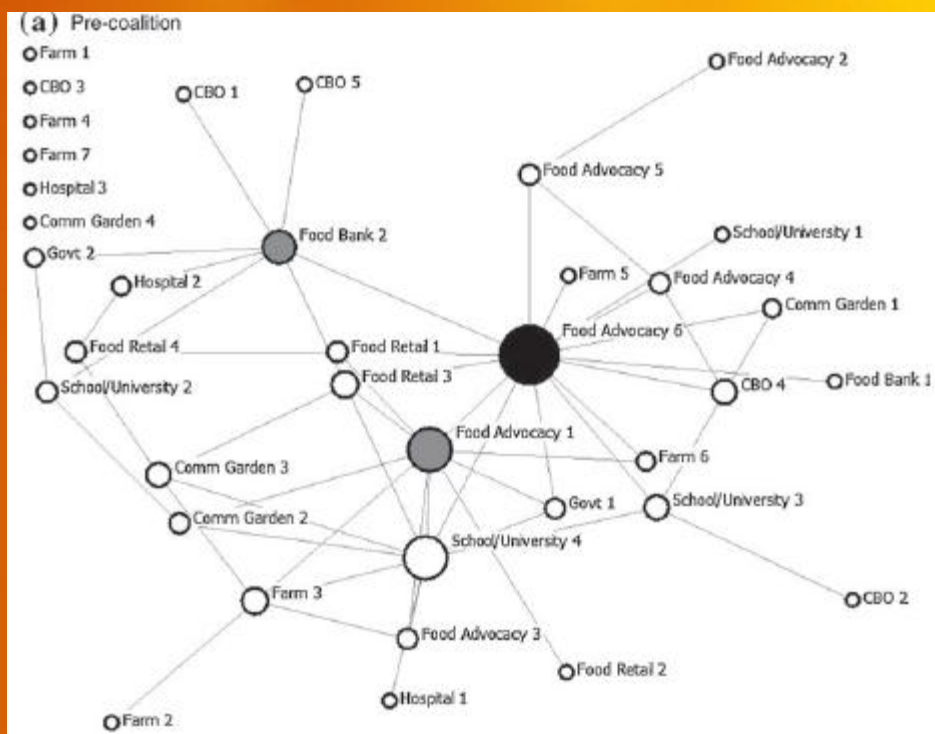 (a) Pre-coalition
Farm 1
CBO 3
Farm 4
Farm 7
Hospital 3
Comm Garden 4
Govt 2
CBO 1
CBO 5
Food Advocacy 2
Food Advocacy 5
Food Bank 2
School/University 1
Hospital 2
Farm 5
Food Advocacy 4
Comm Garden 1
Food Advocacy 6
Food Retail 4
Food Retail 1
School/University 2
Food Retail 3
CBO 4
Food Bank 1
Food Advocacy 1
Comm Garden 3
Farm 6
Comm Garden 2
Govt 1
School/University 3
School/University 4
Farm 3
CBO 2
Food Advocacy 3
Food Retail 2
Hospital 1
Farm 2